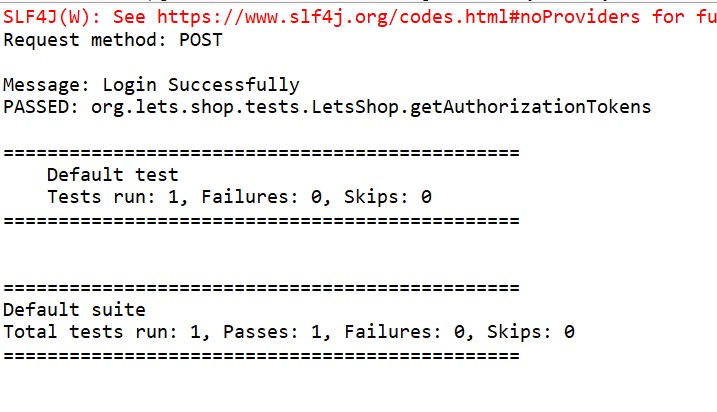 SLF4J(W): See https://www.slf4j.org/codes.html#noProviders for fu
Request method: POST
Message: Login Successfully
PASSED: org.lets.shop.tests.LetsShop.getAuthorizationTokens
===============================================
Default test
Tests run: 1, Failures: 0, Skips: 0
===============================================
===============================================
Default suite
Total tests run: 1, Passes: 1, Failures: 0, Skips: 0
===============================================